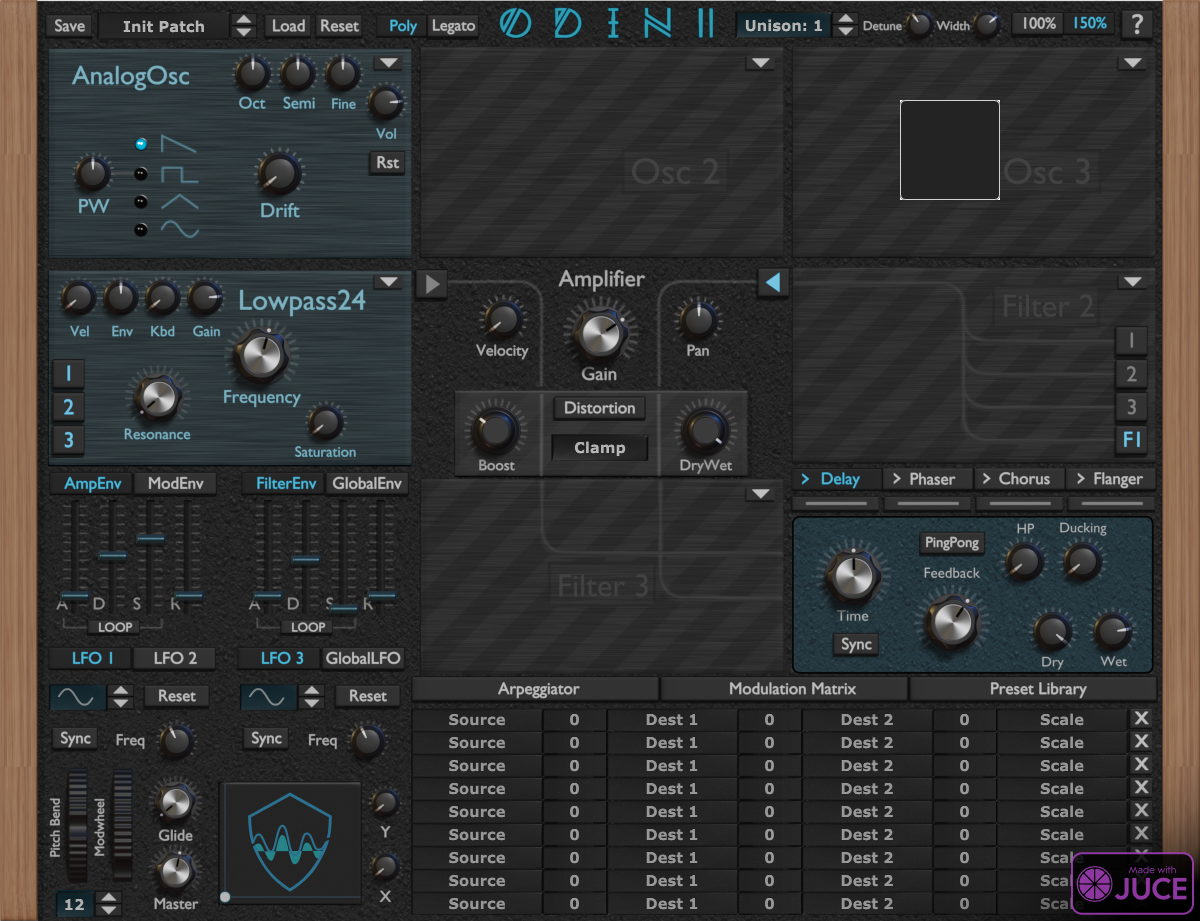 Save Init Patch Load Reset Poly Legato ODIN II Unison: 1 Detune Width 100% 150% ?
AnalogOsc
Oct Semi Fine
Vol
Rst
PW
Drift
Osc 2
Osc 3
Lowpass24
Vel Env Kbd Gain
Frequency
1
2
3
Resonance
Saturation
Amplifier
Velocity
Gain
Pan
Distortion
Clamp
Boost
DryWet
Filter 2
1
2
3
FI
AmpEnv ModEnv FilterEnv GlobalEnv
A D S R
LOOP
A D S R
LOOP
Filter 3
> Delay > Phaser > Chorus > Flanger
HP Ducking
PingPong
Feedback
Time
Sync
Dry Wet
LFO 1 LFO 2 LFO 3 GlobalLFO
Reset Reset
Sync Freq Sync Freq
Pitch Bend
Modwheel
Glide
Master
12
Y
X
Arpeggiator Modulation Matrix Preset Library
Source 0 Dest 1 0 Dest 2 0 Scale X
Source 0 Dest 1 0 Dest 2 0 Scale X
Source 0 Dest 1 0 Dest 2 0 Scale X
Source 0 Dest 1 0 Dest 2 0 Scale X
Source 0 Dest 1 0 Dest 2 0 Scale X
Source 0 Dest 1 0 Dest 2 0 Scale X
Source 0 Dest 1 0 Dest 2 0 Scale X
Source 0 Dest 1 0 Dest 2 0 Scal
Source 0 Dest 1 0 Dest 2 0 Scal
Made with
JUCE